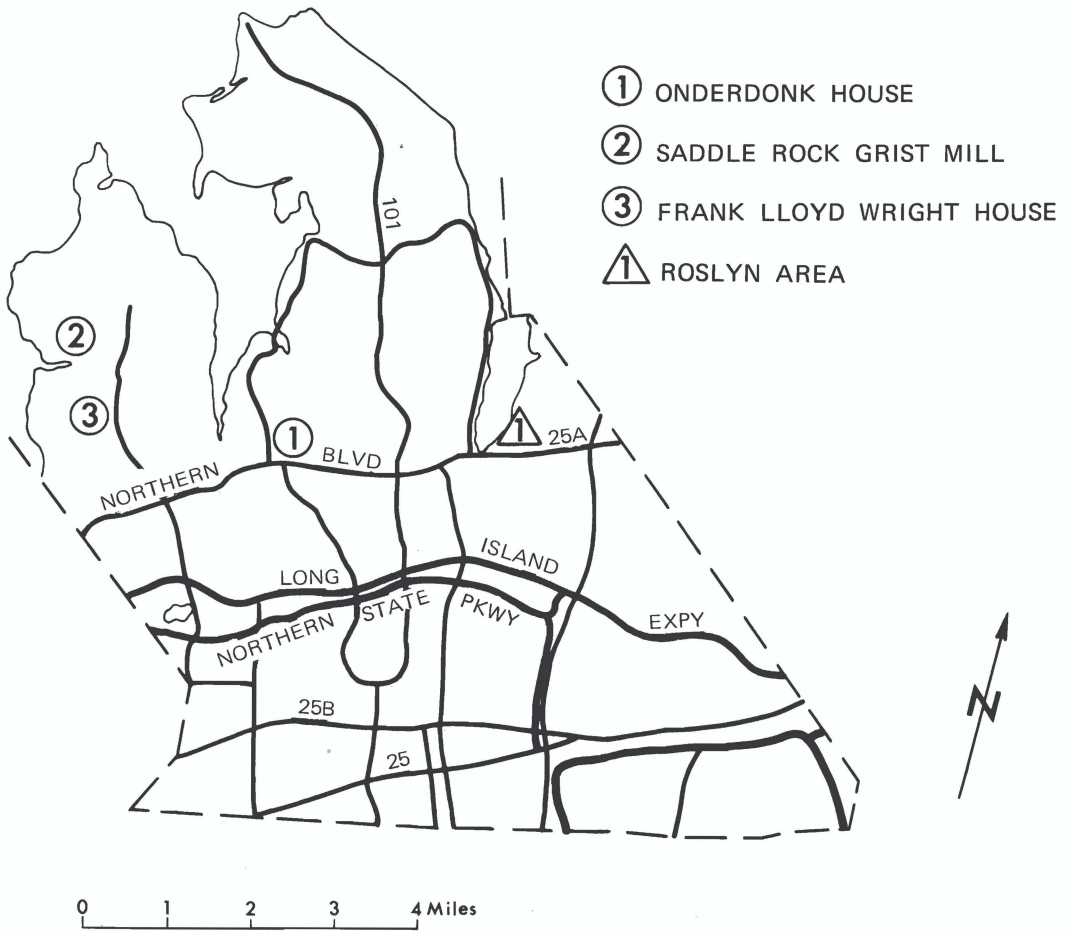 1 ONDERDONK HOUSE
2 SADDLE ROCK GRIST MILL
3 FRANK LLOYD WRIGHT HOUSE
1 ROSLYN AREA
101
2
3
1
1
25A
NORTHERN BLVD
LONG ISLAND EXPY
NORTHERN STATE PKWY
25B
25
N
0 1 2 3 4 Miles